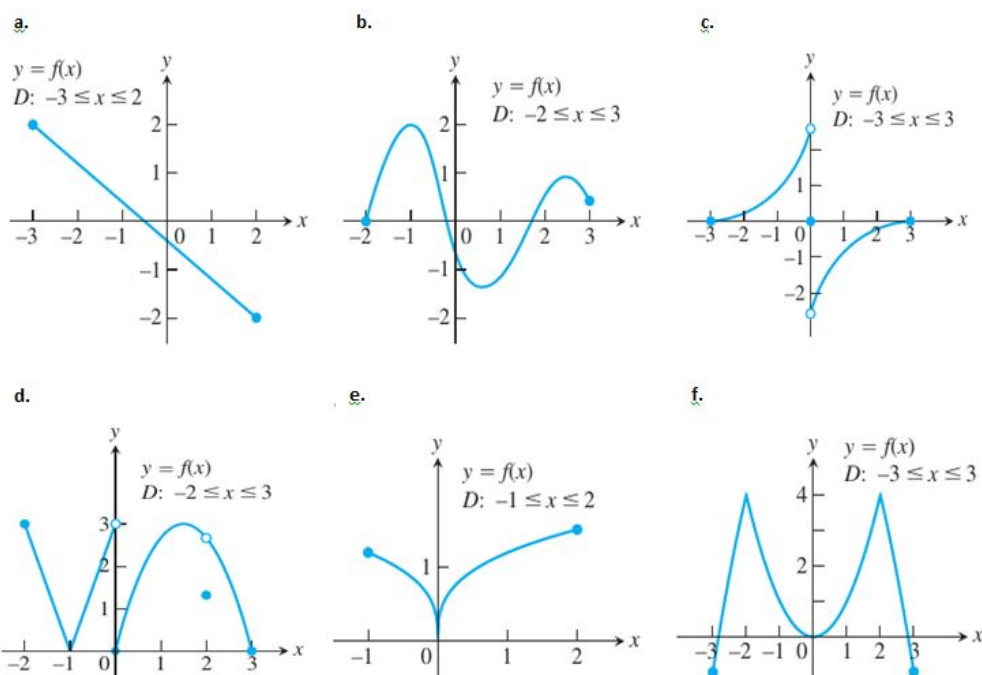 a.
y = f(x)
D: –3 ≤ x ≤ 2
y
2
1
–3 –2 –1 0 1 2 x
–1
–2
b.
y = f(x)
D: –2 ≤ x ≤ 3
y
2
1
–2 –1 0 1 2 3 x
–1
–2
c.
y = f(x)
D: –3 ≤ x ≤ 3
y
1
–3 –2 –1 0 1 2 3 x
–1
–2
d.
y = f(x)
D: –2 ≤ x ≤ 3
y
3
2
1
–2 –1 0 1 2 3 x
e.
y = f(x)
D: –1 ≤ x ≤ 2
y
1
–1 0 1 2 x
f.
y = f(x)
D: –3 ≤ x ≤ 3
y
4
2
–3 –2 –1 0 1 2 3 x